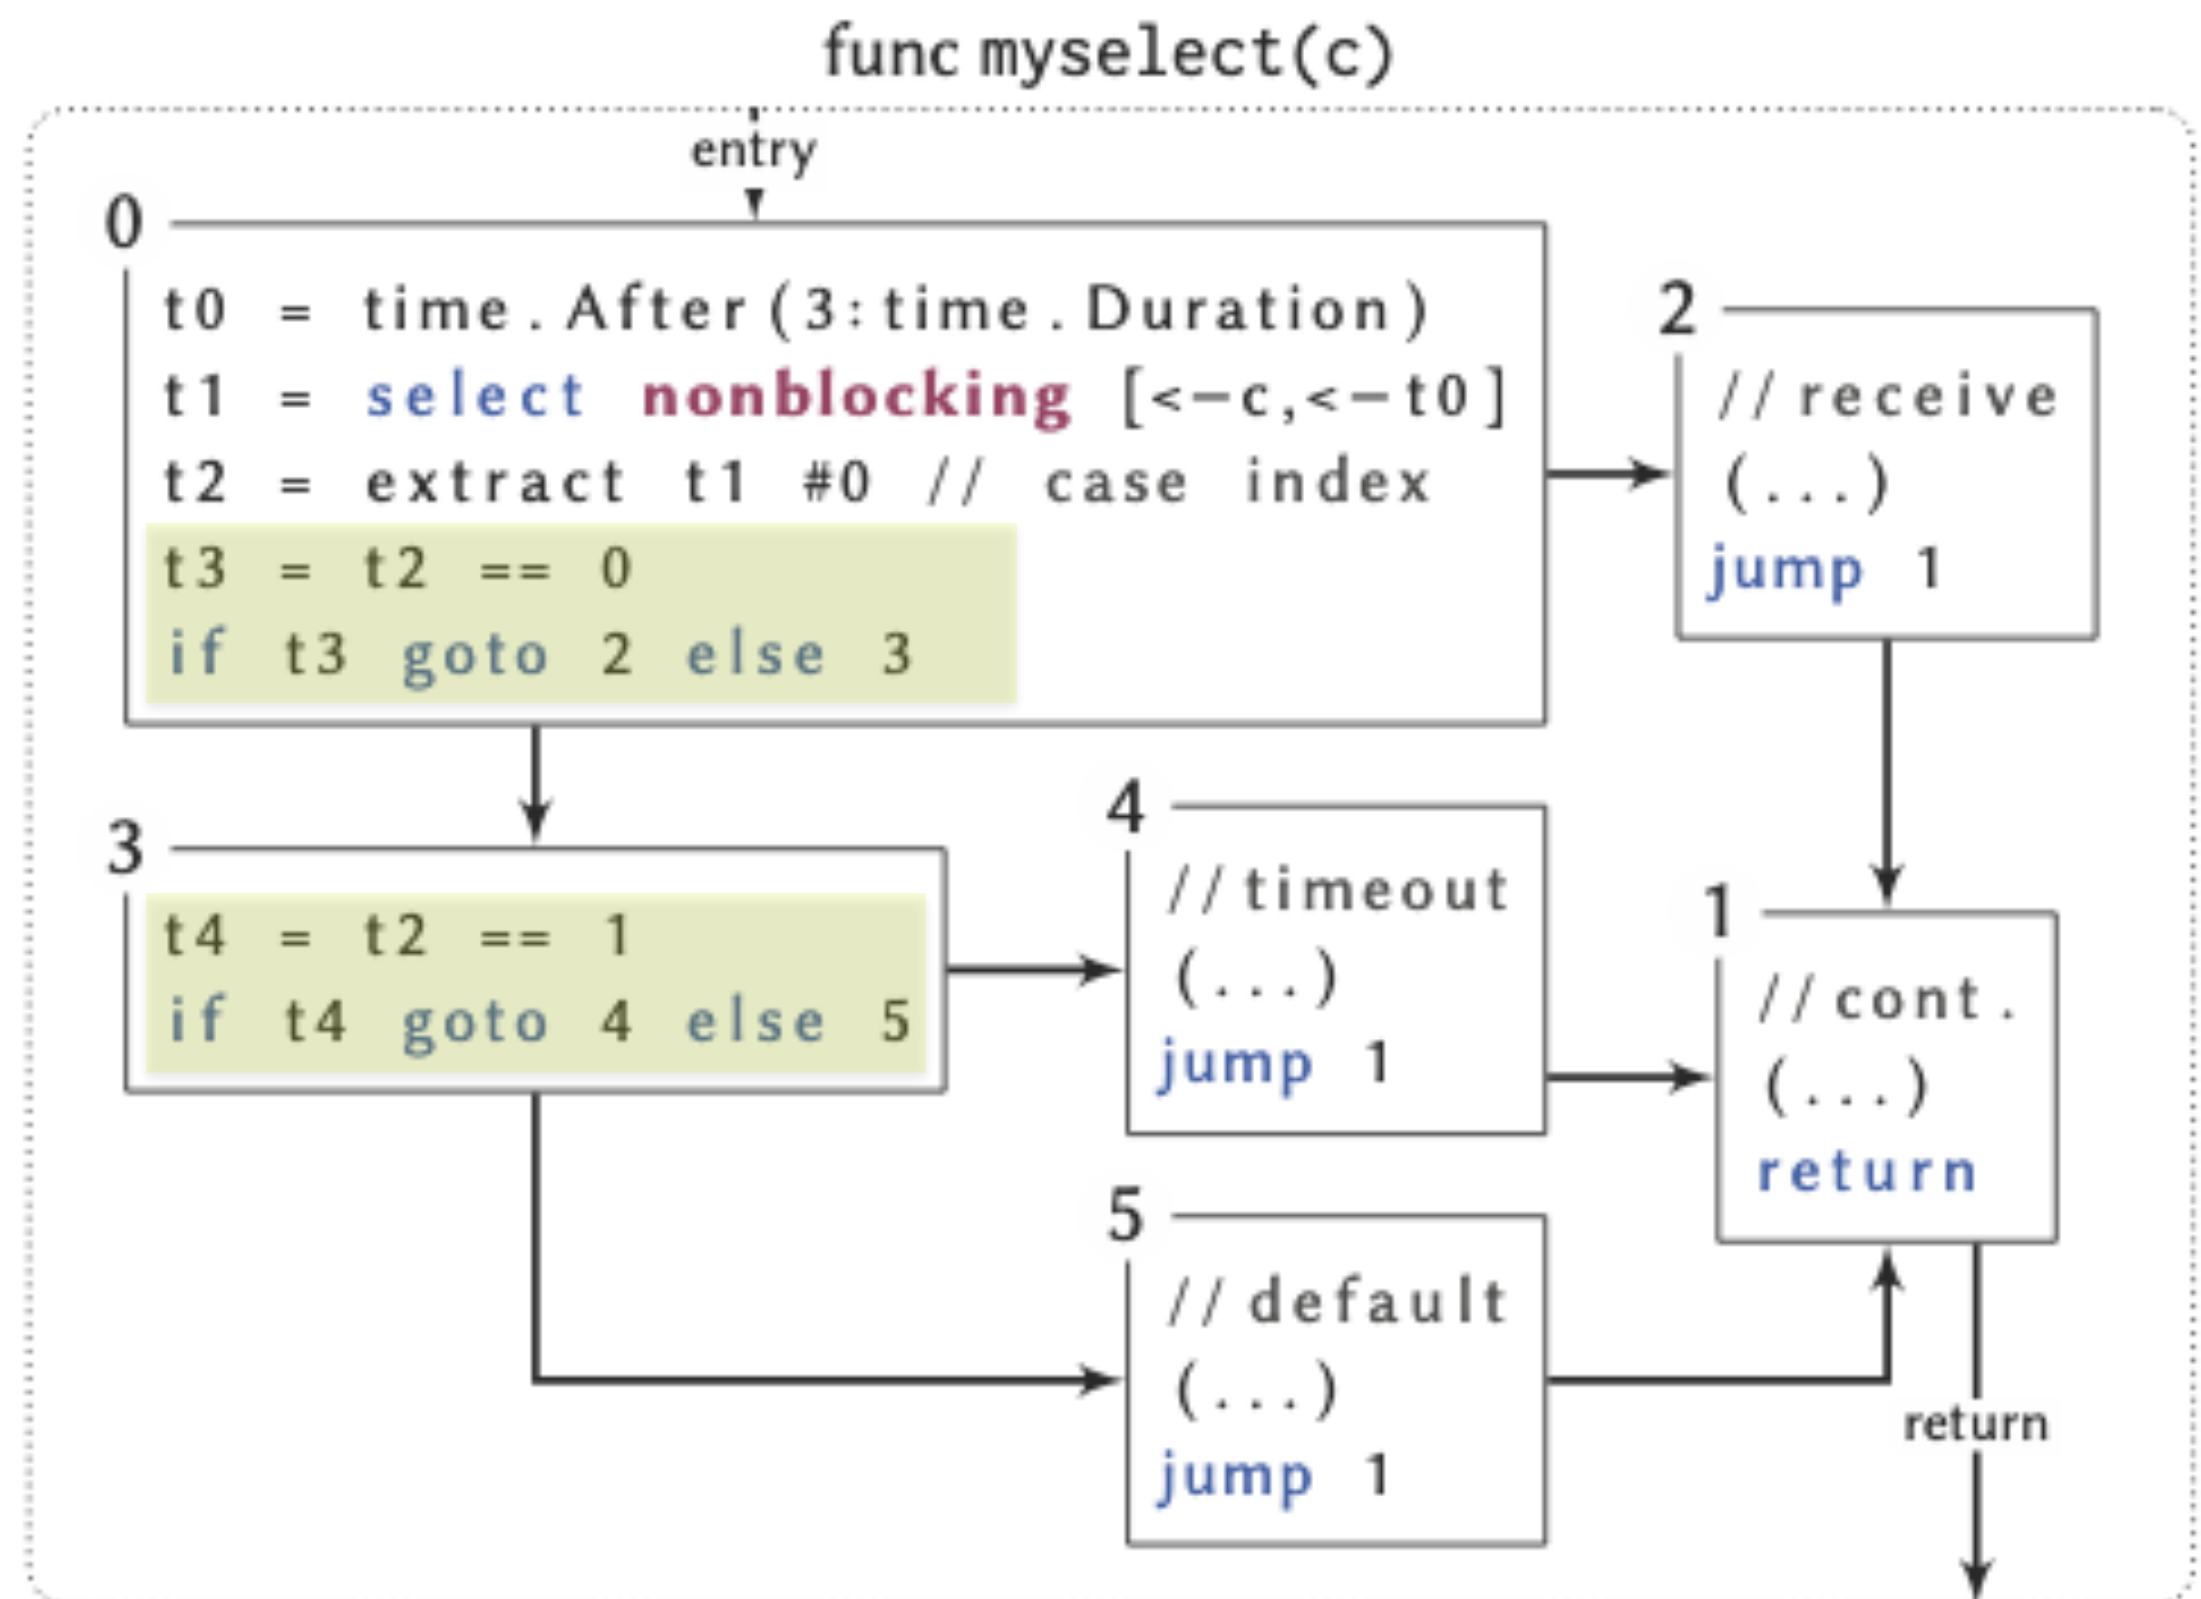 func myselect(c)
entry
0
t0 = time.After(3:time.Duration)
t1 = select nonblocking [<-c,<-t0]
t2 = extract t1 #0 // case index
t3 = t2 == 0
if t3 goto 2 else 3
2
//receive
(...)
jump 1
3
t4 = t2 == 1
if t4 goto 4 else 5
4
//timeout
(...)
jump 1
1
//cont.
(...)
return
5
//default
(...)
jump 1
return